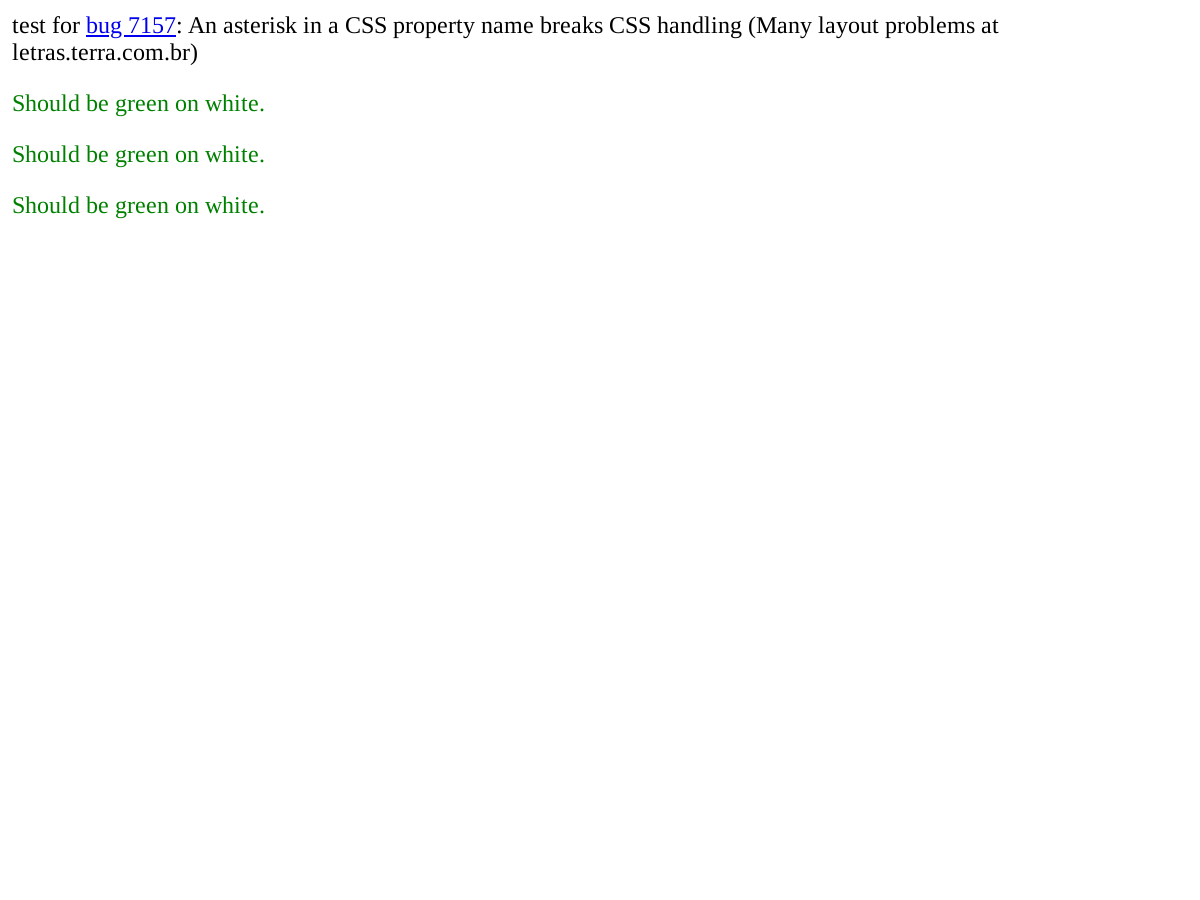 test for bug 7157: An asterisk in a CSS property name breaks CSS handling (Many layout problems at
letras.terra.com.br)
Should be green on white.
Should be green on white.
Should be green on white.